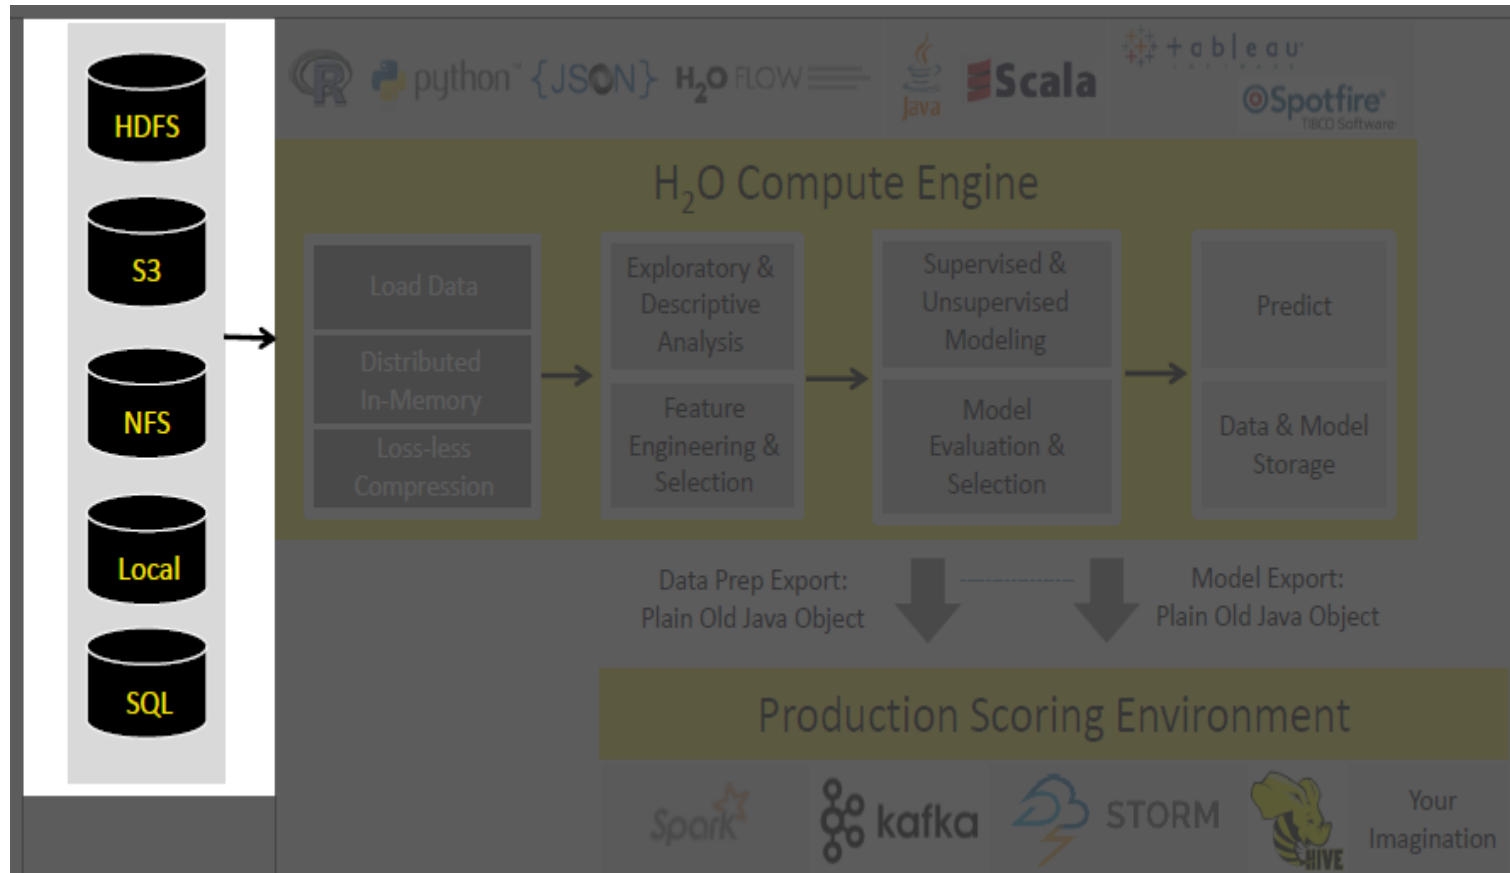 HDFS
S3
NFS
Local
SQL
R
python™
{JSON}
H2O FLOW
Java
Scala
+ a b l e a u
S O F T W A R E
Spotfire®
TIBCO Software
H2O Compute Engine
Load Data
Distributed
In-Memory
Loss-less
Compression
Exploratory &
Descriptive
Analysis
Feature
Engineering &
Selection
Supervised &
Unsupervised
Modeling
Model
Evaluation &
Selection
Predict
Data & Model
Storage
Data Prep Export:
Plain Old Java Object
Model Export:
Plain Old Java Object
Production Scoring Environment
Spark
kafka
STORM
HIVE
Your
Imagination